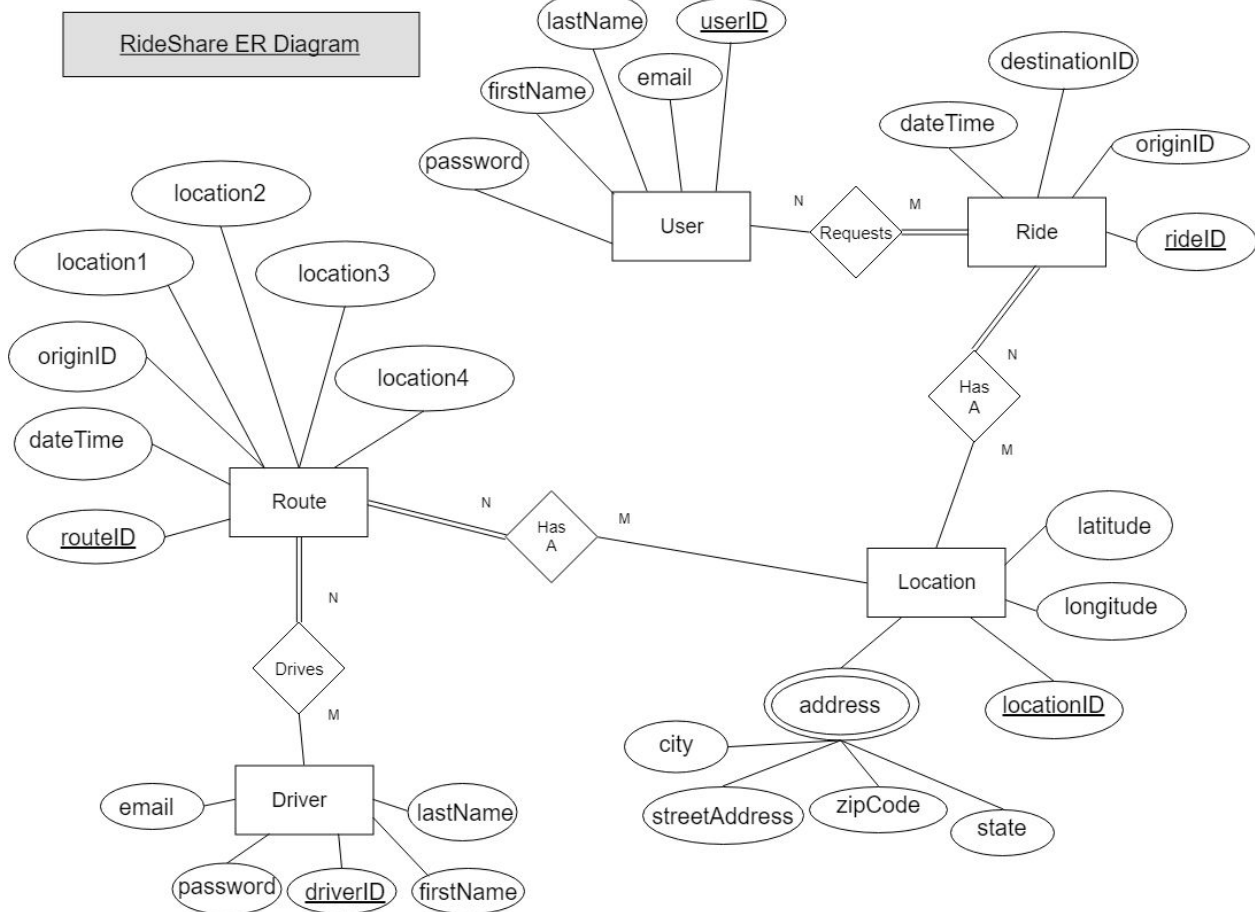 RideShare ER Diagram
lastName
userID
firstName
email
password
User
N
Requests
M
destinationID
dateTime
originID
Ride
rideID
location2
location1
location3
originID
location4
dateTime
Route
routeID
N
Has
A
M
N
Has
A
M
latitude
Location
longitude
address
locationID
city
streetAddress
zipCode
state
N
Drives
M
email
Driver
lastName
password
driverID
firstName